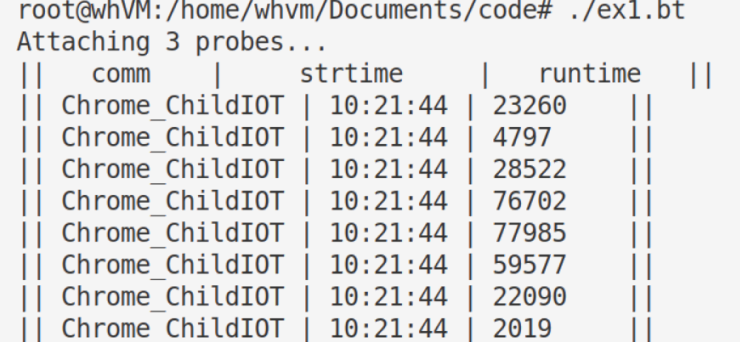 root@whVM:/home/whvm/Documents/code# ./ex1.bt
Attaching 3 probes...
||   comm    |     strtime     |   runtime   ||
|| Chrome_ChildIOT | 10:21:44 | 23260    ||
|| Chrome_ChildIOT | 10:21:44 | 4797     ||
|| Chrome_ChildIOT | 10:21:44 | 28522    ||
|| Chrome_ChildIOT | 10:21:44 | 76702    ||
|| Chrome_ChildIOT | 10:21:44 | 77985    ||
|| Chrome_ChildIOT | 10:21:44 | 59577    ||
|| Chrome_ChildIOT | 10:21:44 | 22090    ||
|| Chrome_ChildIOT | 10:21:44 | 2019     ||